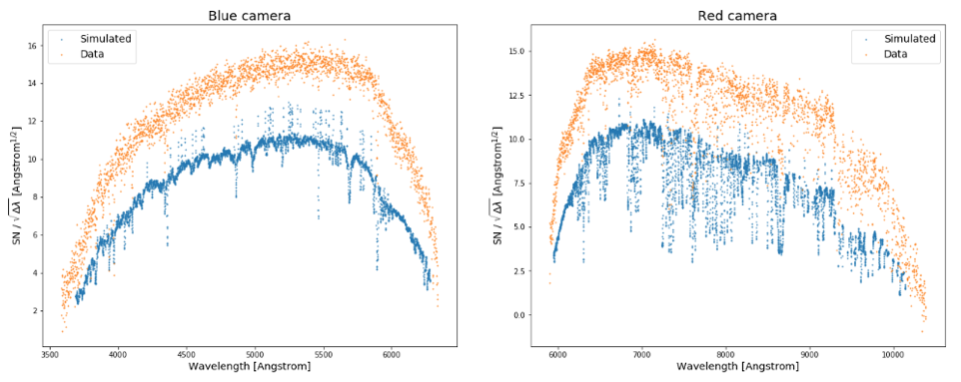 Blue camera
Simulated
Data
16
14
12
10
8
6
4
2
SN / √Δλ [Angstrom^1/2]
3500 4000 4500 5000 5500 6000
Wavelength [Angstrom]
Red camera
Simulated
Data
15.0
12.5
10.0
7.5
5.0
2.5
0.0
SN / √Δλ [Angstrom^1/2]
6000 7000 8000 9000 10000
Wavelength [Angstrom]